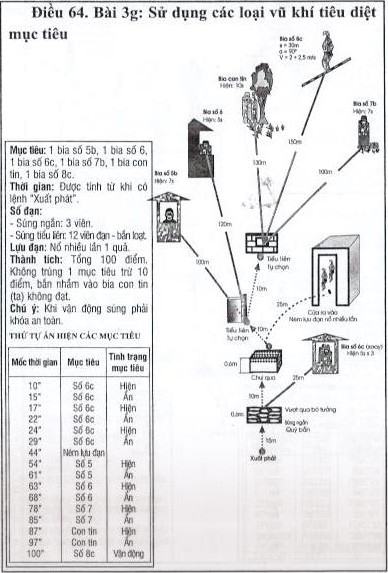 Điều 64. Bài 3g: Sử dụng các loại vũ khí tiêu diệt
mục tiêu
Mục tiêu: 1 bia số 5b, 1 bia số 6,
1 bia số 6c, 1 bia số 7b, 1 bia con
tin, 1 bia số 8c.
Thời gian: Được tính từ khi có
lệnh "Xuất phát".
Số đạn:
- Súng ngắn: 3 viên.
- Súng tiểu liên: 12 viên đạn - bắn loạt.
Lựu đạn: Nổ nhiều lần 1 quả.
Thành tích: Tổng 100 điểm.
Không trúng 1 mục tiêu trừ 10
điểm, bắn nhầm vào bia con tin
(ta) không đạt.
Chú ý: Khi vận động súng phải
khóa an toàn.
THỨ TỰ ẨN HIỆN CÁC MỤC TIÊU
Mốc thời gian Mục tiêu Tình trạng
mục tiêu
10" Số 6c Hiện
15" Số 6c Ẩn
17" Số 6c Hiện
22" Số 6c Ẩn
24" Số 6c Hiện
29" Số 6c Ẩn
44" Ném lựu đạn
54" Số 5 Hiện
61" Số 5 Ẩn
63" Số 6 Hiện
68" Số 6 Ẩn
78" Số 7 Hiện
85" Số 7 Ẩn
87" Con tin Hiện
97" Con tin Ẩn
100" Số 8c Vận động
Bia số 8c
s = 30m
α = 90°
V = 2 ÷ 2,5 m/s
Bia con tin
Hiện: 10s
Bia số 6
Hiện: 5s
Bia số 7b
Hiện: 7s
Bia số 5b
Hiện: 7s
150m
130m
100m
120m
100m
Tiểu liên
Tự chọn
10m
25m
Cửa ra vào
Ném lựu đạn nổ nhiều lần
Tiểu liên
Tự chọn
10m
Bia số 6c (xoay)
Hiện 5s x 3
0,6m
Chui qua
25m
10m
0,8m
Vượt qua bờ tường
Súng ngắn
Quỳ bắn
15m
Xuất phát